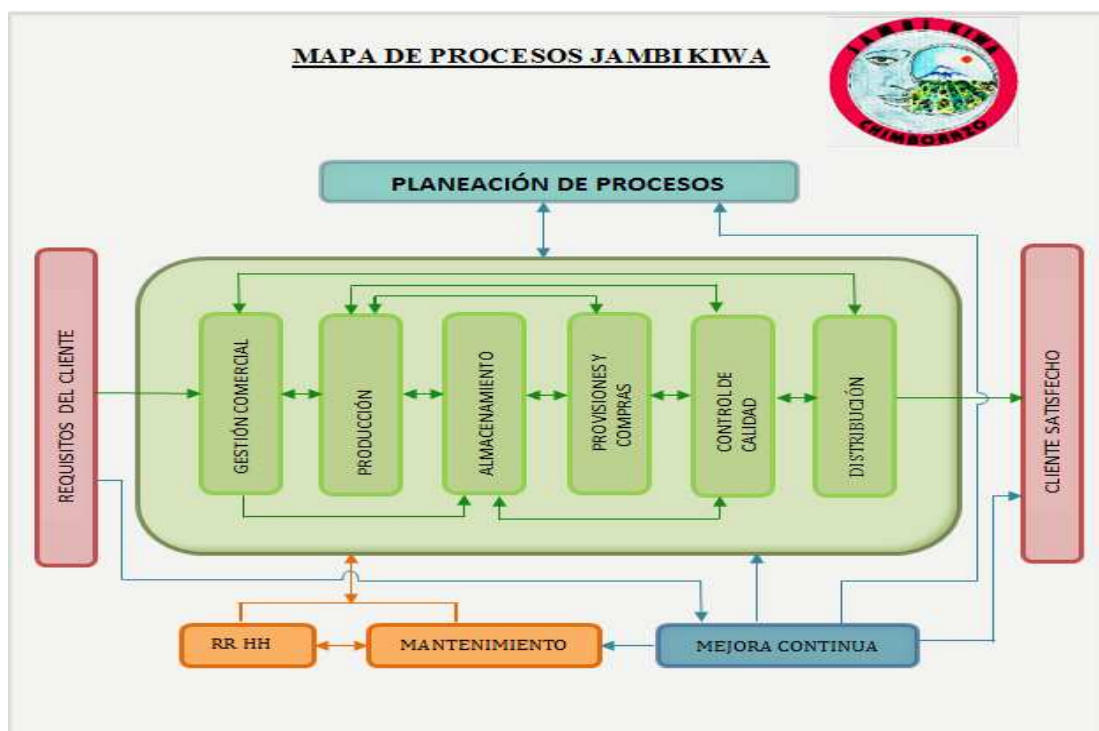 MAPA DE PROCESOS JAMBI KIWA
JAMBI KIWA
CHIMBORAZO
PLANEACIÓN DE PROCESOS
REQUISITOS DEL CLIENTE
GESTIÓN COMERCIAL
PRODUCCIÓN
ALMACENAMIENTO
PROVISIONES Y
COMPRAS
CONTROL DE
CALIDAD
DISTRIBUCIÓN
CLIENTE SATISFECHO
RR HH
MANTENIMIENTO
MEJORA CONTINUA